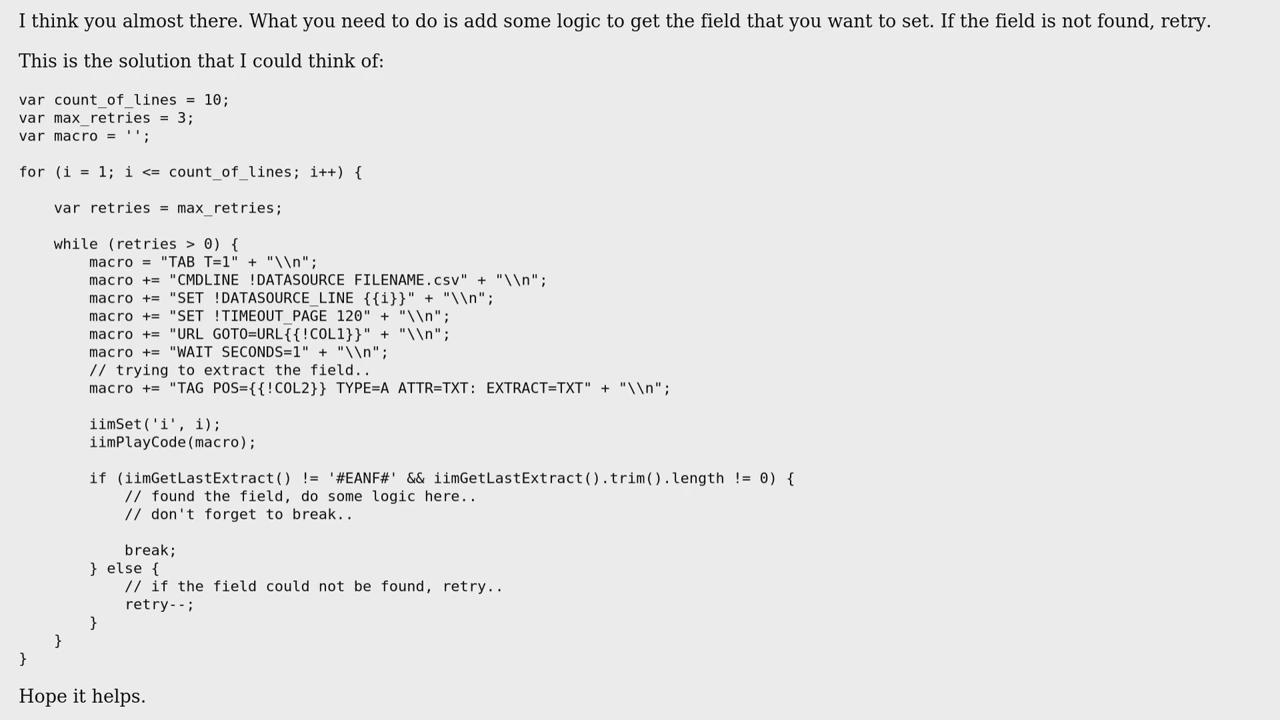 I think you almost there. What you need to do is add some logic to get the field that you want to set. If the field is not found, retry.
This is the solution that I could think of:
var count_of_lines = 10;
var max_retries = 3;
var macro = '';
for (i = 1; i <= count_of_lines; i++) {
    var retries = max_retries;
    while (retries > 0) {
        macro = "TAB T=1" + "\\n";
        macro += "CMDLINE !DATASOURCE FILENAME.csv" + "\\n";
        macro += "SET !DATASOURCE_LINE {{i}}" + "\\n";
        macro += "SET !TIMEOUT_PAGE 120" + "\\n";
        macro += "URL GOTO=URL{{!COL1}}" + "\\n";
        macro += "WAIT SECONDS=1" + "\\n";
        // trying to extract the field..
        macro += "TAG POS={{!COL2}} TYPE=A ATTR=TXT: EXTRACT=TXT" + "\\n";
        iimSet('i', i);
        iimPlayCode(macro);
        if (iimGetLastExtract() != '#EANF#' && iimGetLastExtract().trim().length != 0) {
            // found the field, do some logic here..
            // don't forget to break..
            break;
        } else {
            // if the field could not be found, retry..
            retry--;
        }
    }
}
Hope it helps.